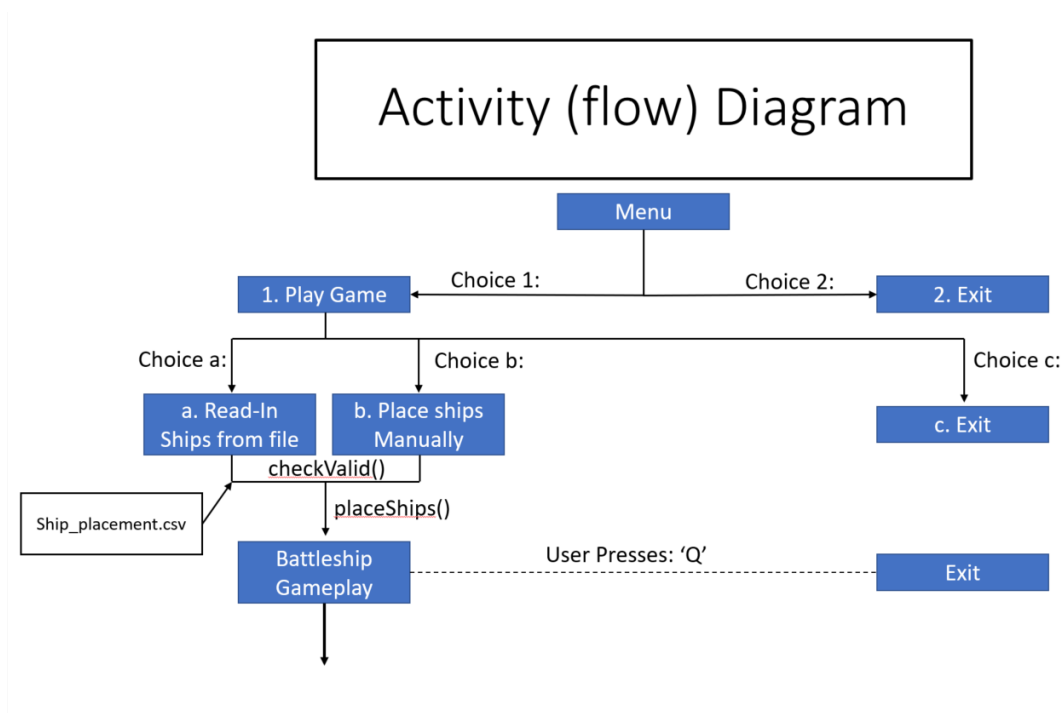 Activity (flow) Diagram
Menu
Choice 1:
Choice 2:
1. Play Game
2. Exit
Choice a:
Choice b:
Choice c:
a. Read-In
Ships from file
b. Place ships
Manually
c. Exit
checkValid()
Ship_placement.csv
placeShips()
Battleship
Gameplay
User Presses: ‘Q’
Exit